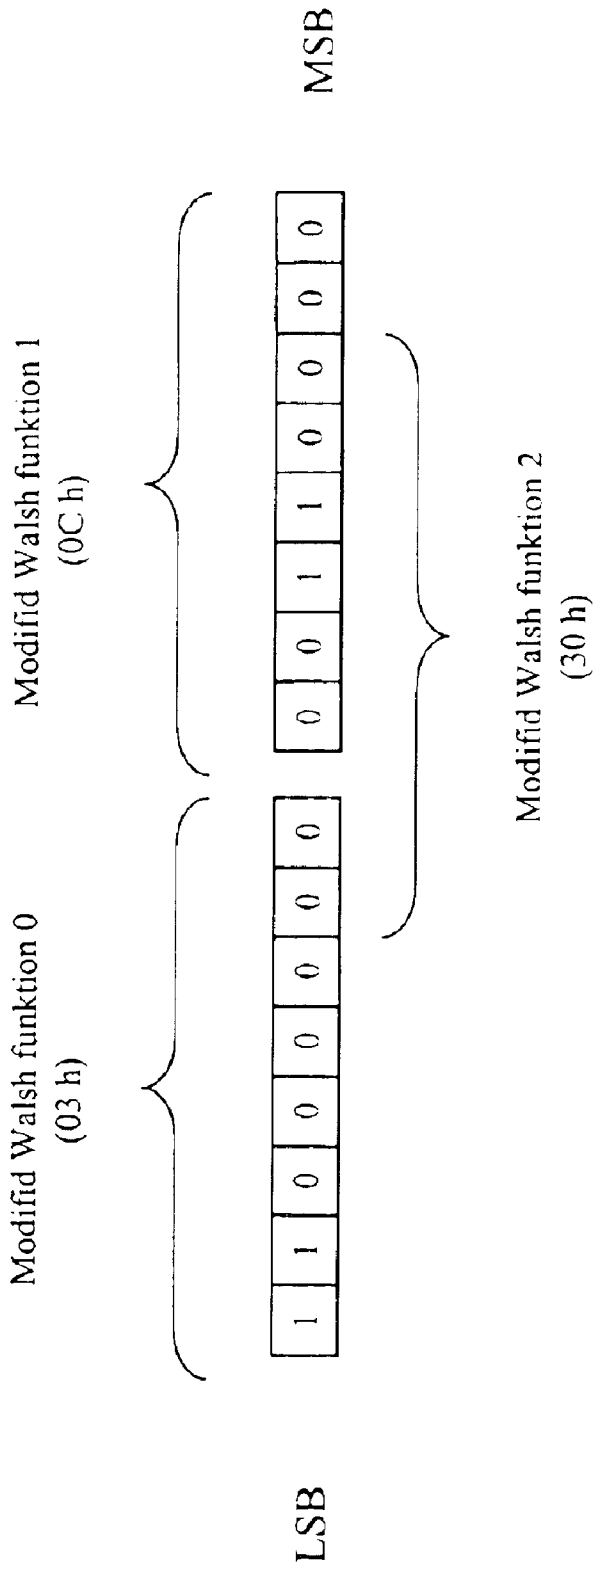 Modifid Walsh funktion 0
(03 h)
Modifid Walsh funktion 1
(0C h)
LSB
1 1 0 0 0 0 0 0
0 0 1 1 0 0 0 0
MSB
Modifid Walsh funktion 2
(30 h)